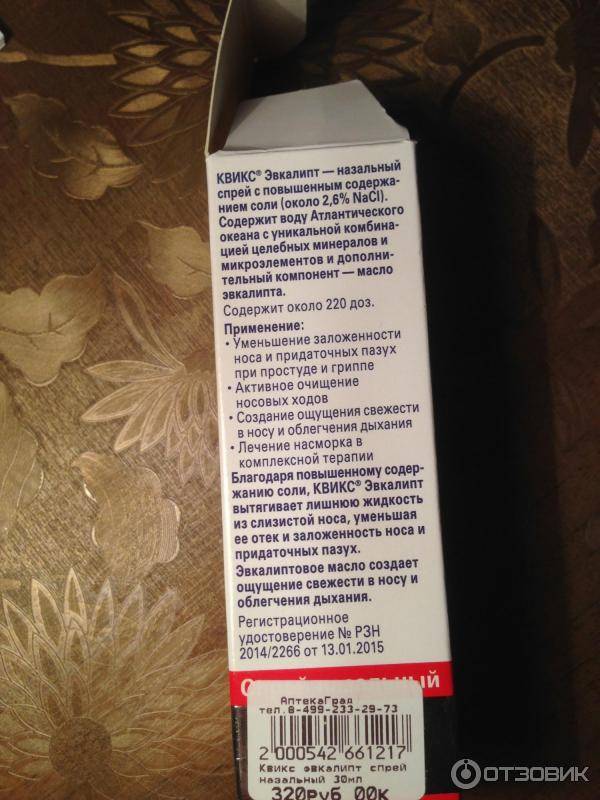 КВИКС® Эвкалипт — назальный
спрей с повышенным содержа-
нием соли (около 2,6% NaCl).
Содержит воду Атлантического
океана с уникальной комбина-
цией целебных минералов и
микроэлементов и дополни-
тельный компонент — масло
эвкалипта.
Содержит около 220 доз.
Применение:
• Уменьшение заложенности
носа и придаточных пазух
при простуде и гриппе
• Активное очищение
носовых ходов
• Создание ощущения свежести
в носу и облегчения дыхания
• Лечение насморка в
комплексной терапии
Благодаря повышенному содер-
жанию соли, КВИКС® Эвкалипт
вытягивает лишнюю жидкость
из слизистой носа, уменьшая
ее отек и заложенность носа и
придаточных пазух.
Эвкалиптовое масло создает
ощущение свежести в носу и
облегчения дыхания.
Регистрационное
удостоверение № РЗН
2014/2266 от 13.01.2015
АптекаГрад
тел.8-499-233-29-73
2 000542 661217
Квикс эвкалипт спрей
назальный 30мл
320руб 00к
ОТЗОВИК